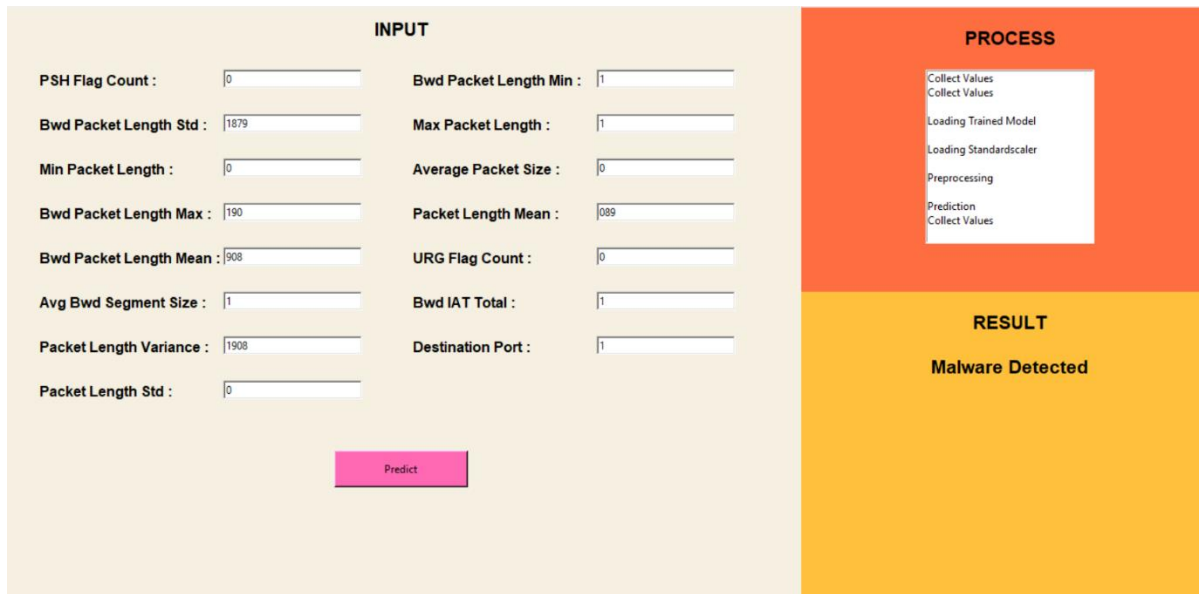 INPUT
PSH Flag Count : 0
Bwd Packet Length Min : 1
Bwd Packet Length Std : 1879
Max Packet Length : 1
Min Packet Length : 0
Average Packet Size : 0
Bwd Packet Length Max : 190
Packet Length Mean : 089
Bwd Packet Length Mean : 908
URG Flag Count : 0
Avg Bwd Segment Size : 1
Bwd IAT Total : 1
Packet Length Variance : 1908
Destination Port : 1
Packet Length Std : 0
Predict
PROCESS
Collect Values
Collect Values
Loading Trained Model
Loading Standardscaler
Preprocessing
Prediction
Collect Values
RESULT
Malware Detected